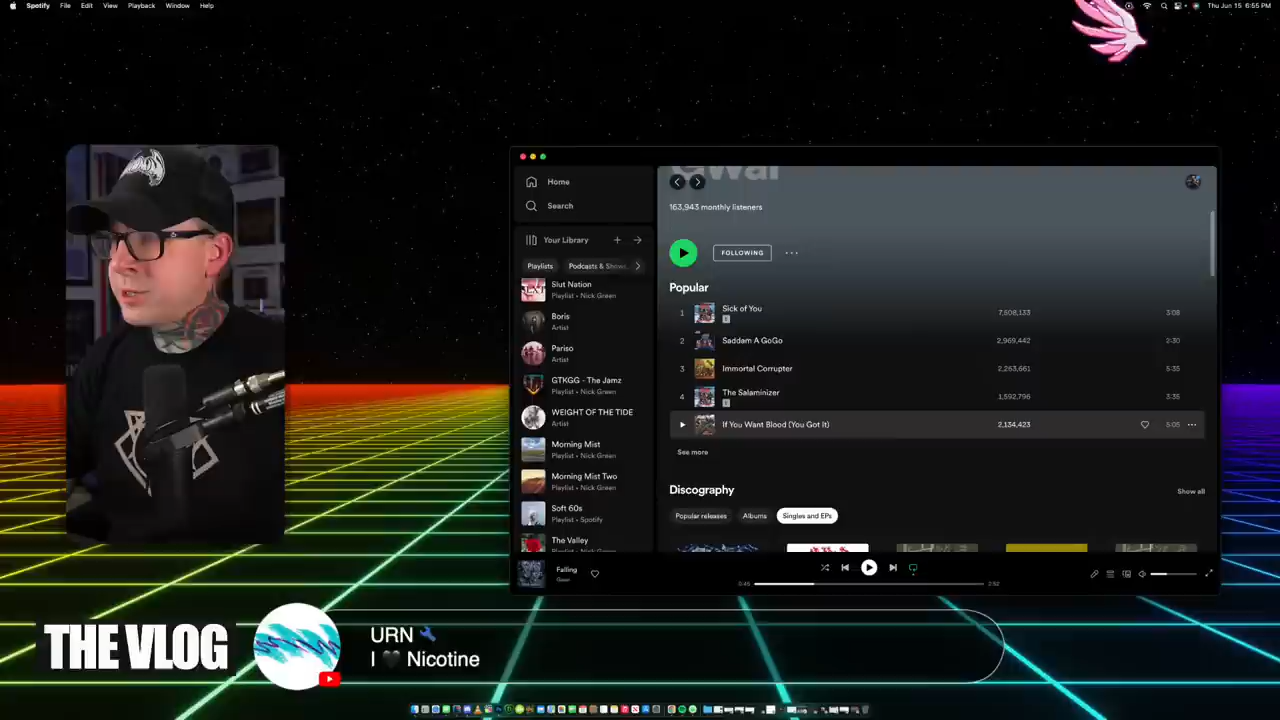 Spotify File Edit View Playback Window Help
Thu Jun 15 6:55 PM
Home
Search
Your Library
Playlists
Podcasts & Shows
Slut Nation
Playlist • Nick Green
Boris
Artist
Pariso
Artist
GTKGG - The Jamz
Playlist • Nick Green
WEIGHT OF THE TIDE
Artist
Morning Mist
Playlist • Nick Green
Morning Mist Two
Playlist • Nick Green
Soft 60s
Playlist • Spotify
The Valley
163,943 monthly listeners
FOLLOWING
Popular
1 Sick of You 7,608,133 3:08
E
2 Saddam A GoGo 2,969,442 2:30
3 Immortal Corrupter 2,263,661 5:35
4 The Salaminizer 1,592,796 3:35
E
If You Want Blood (You Got It) 2,134,423 5:05
See more
Discography
Show all
Popular releases
Albums
Singles and EPs
Falling
Gwar
0:45
2:52
THE VLOG
URN
I 🖤 Nicotine